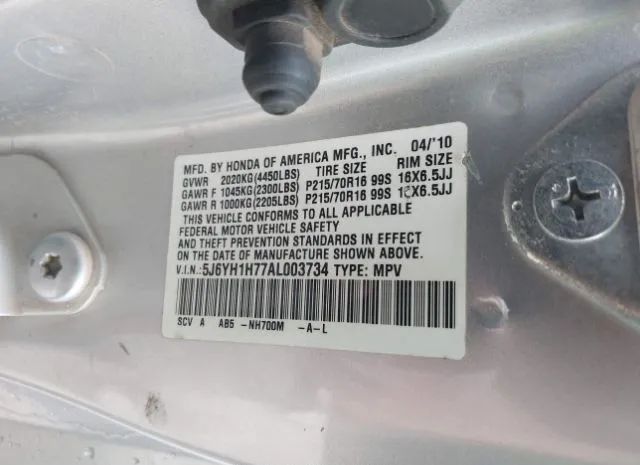 MFD. BY HONDA OF AMERICA MFG., INC. 04/'10
GVWR 2020KG(4450LBS) TIRE SIZE RIM SIZE
GAWR F 1045KG(2300LBS) P215/70R16 99S 16X6.5JJ
GAWR R 1000KG(2205LBS) P215/70R16 99S 16X6.5JJ
THIS VEHICLE CONFORMS TO ALL APPLICABLE
FEDERAL MOTOR VEHICLE SAFETY
AND THEFT PREVENTION STANDARDS IN EFFECT
ON THE DATE OF MANUFACTURE SHOWN ABOVE.
V.I.N.:5J6YH1H77AL003734 TYPE: MPV
SCV A AB5 -NH700M -A-L